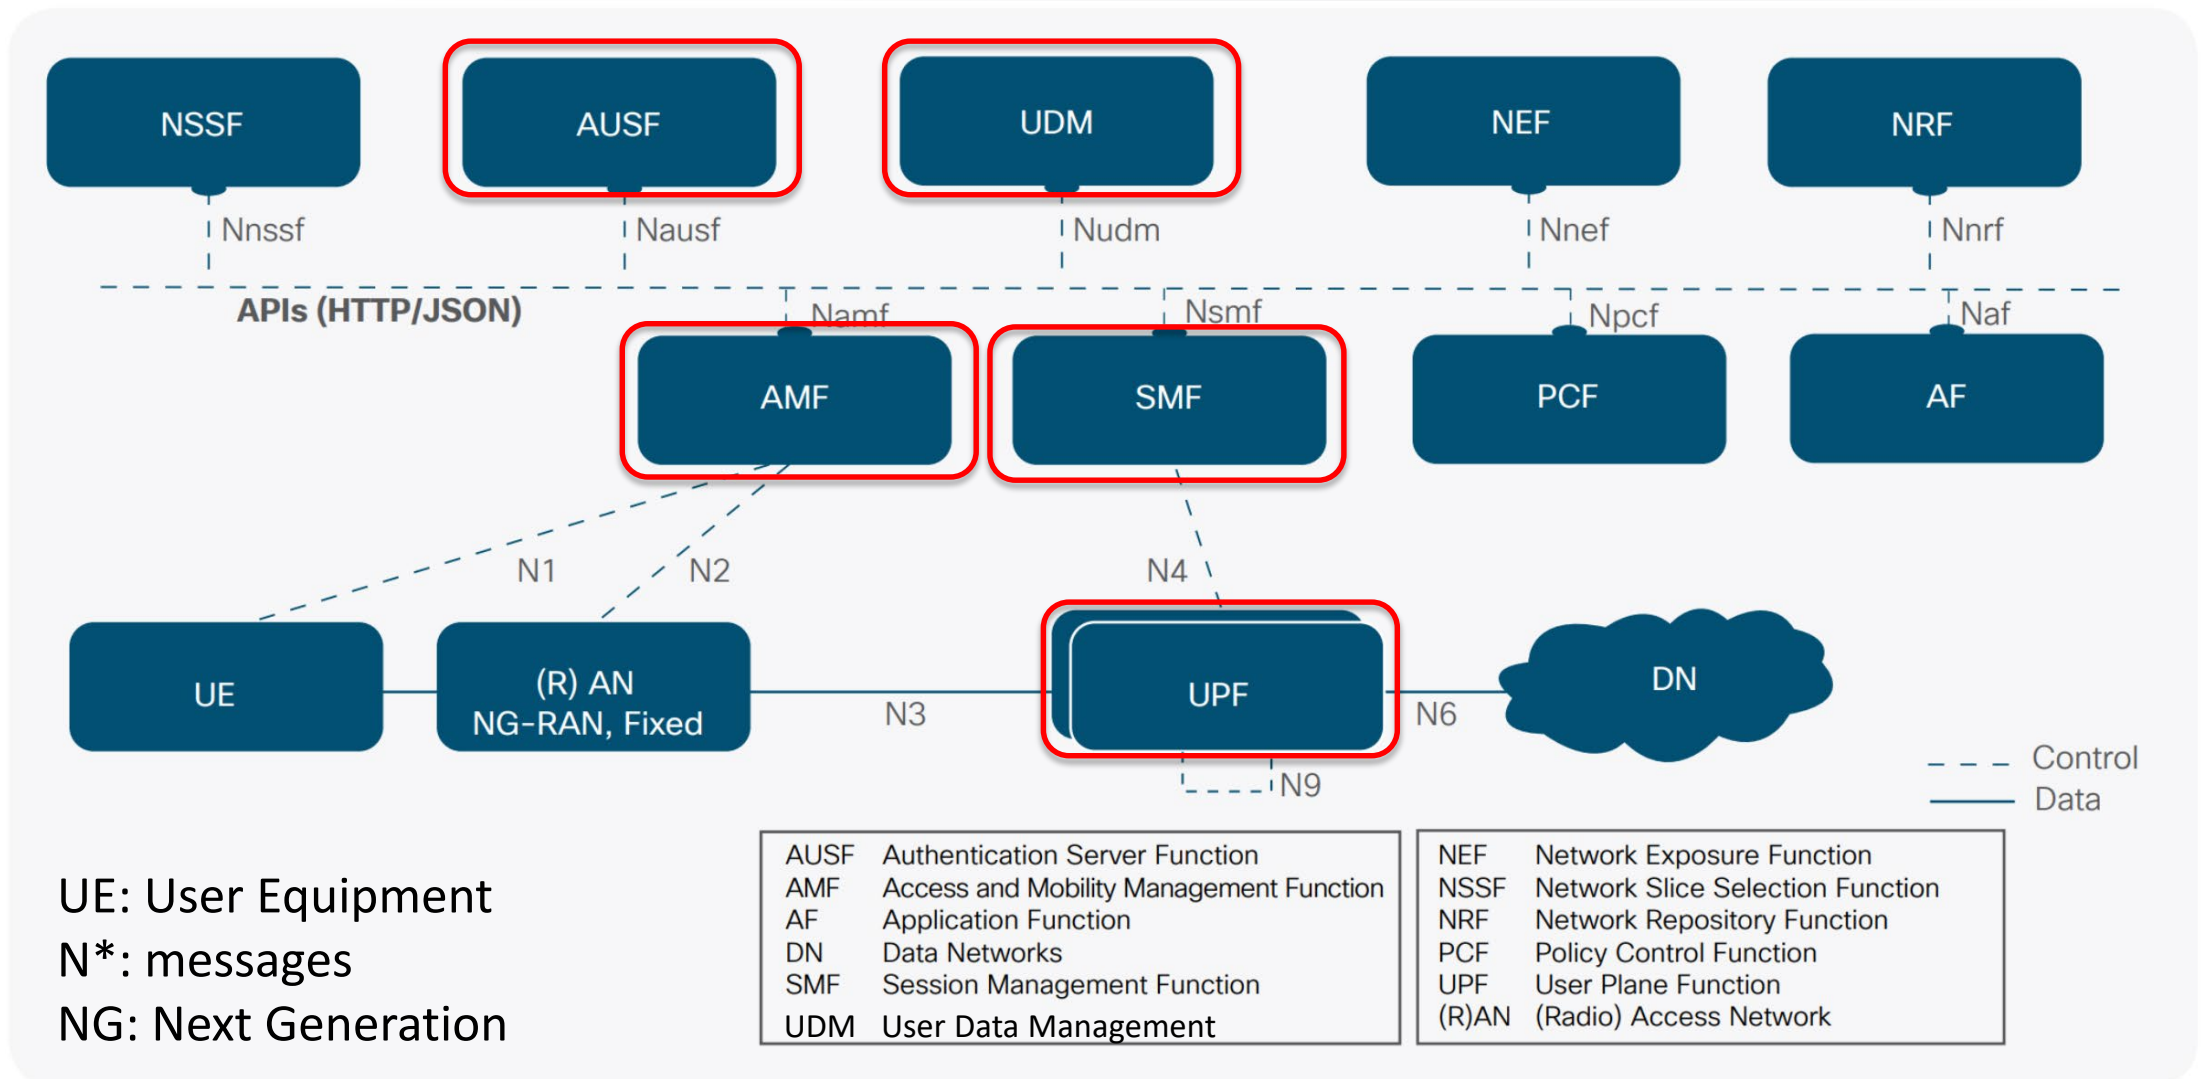 NSSF
AUSF
UDM
NEF
NRF
Nnssf
Nausf
Nudm
Nnef
Nnrf
APIs (HTTP/JSON)
Namf
Nsmf
Npcf
Naf
AMF
SMF
PCF
AF
N1
N2
N4
UE
(R) AN
NG-RAN, Fixed
N3
UPF
N6
DN
N9
Control
Data
UE: User Equipment
N*: messages
NG: Next Generation
AUSF Authentication Server Function
AMF Access and Mobility Management Function
AF Application Function
DN Data Networks
SMF Session Management Function
UDM User Data Management
NEF Network Exposure Function
NSSF Network Slice Selection Function
NRF Network Repository Function
PCF Policy Control Function
UPF User Plane Function
(R)AN (Radio) Access Network